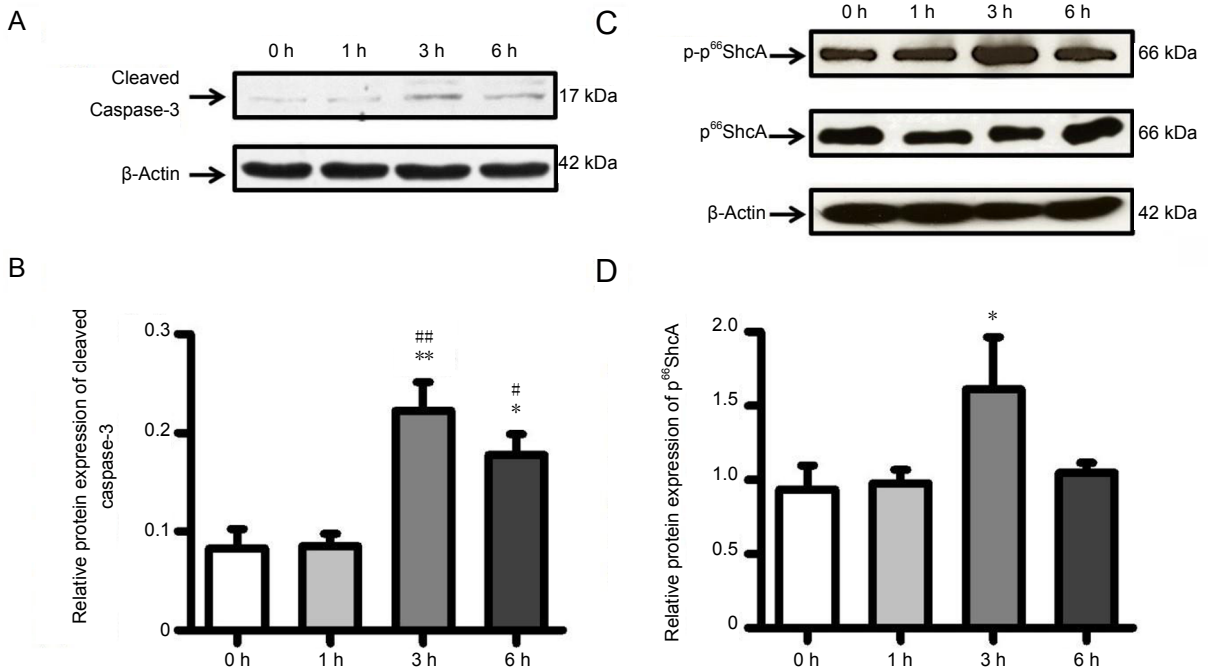 A
0 h 1 h 3 h 6 h
Cleaved
Caspase-3
17 kDa
β-Actin
42 kDa
C
0 h 1 h 3 h 6 h
p-p⁶⁶ShcA
66 kDa
p⁶⁶ShcA
66 kDa
β-Actin
42 kDa
B
Relative protein expression of cleaved
caspase-3
0.3
0.2
0.1
0
##
**
#
*
0 h 1 h 3 h 6 h
D
Relative protein expression of p⁶⁶ShcA
2.0
1.5
1.0
0.5
0
*
0 h 1 h 3 h 6 h